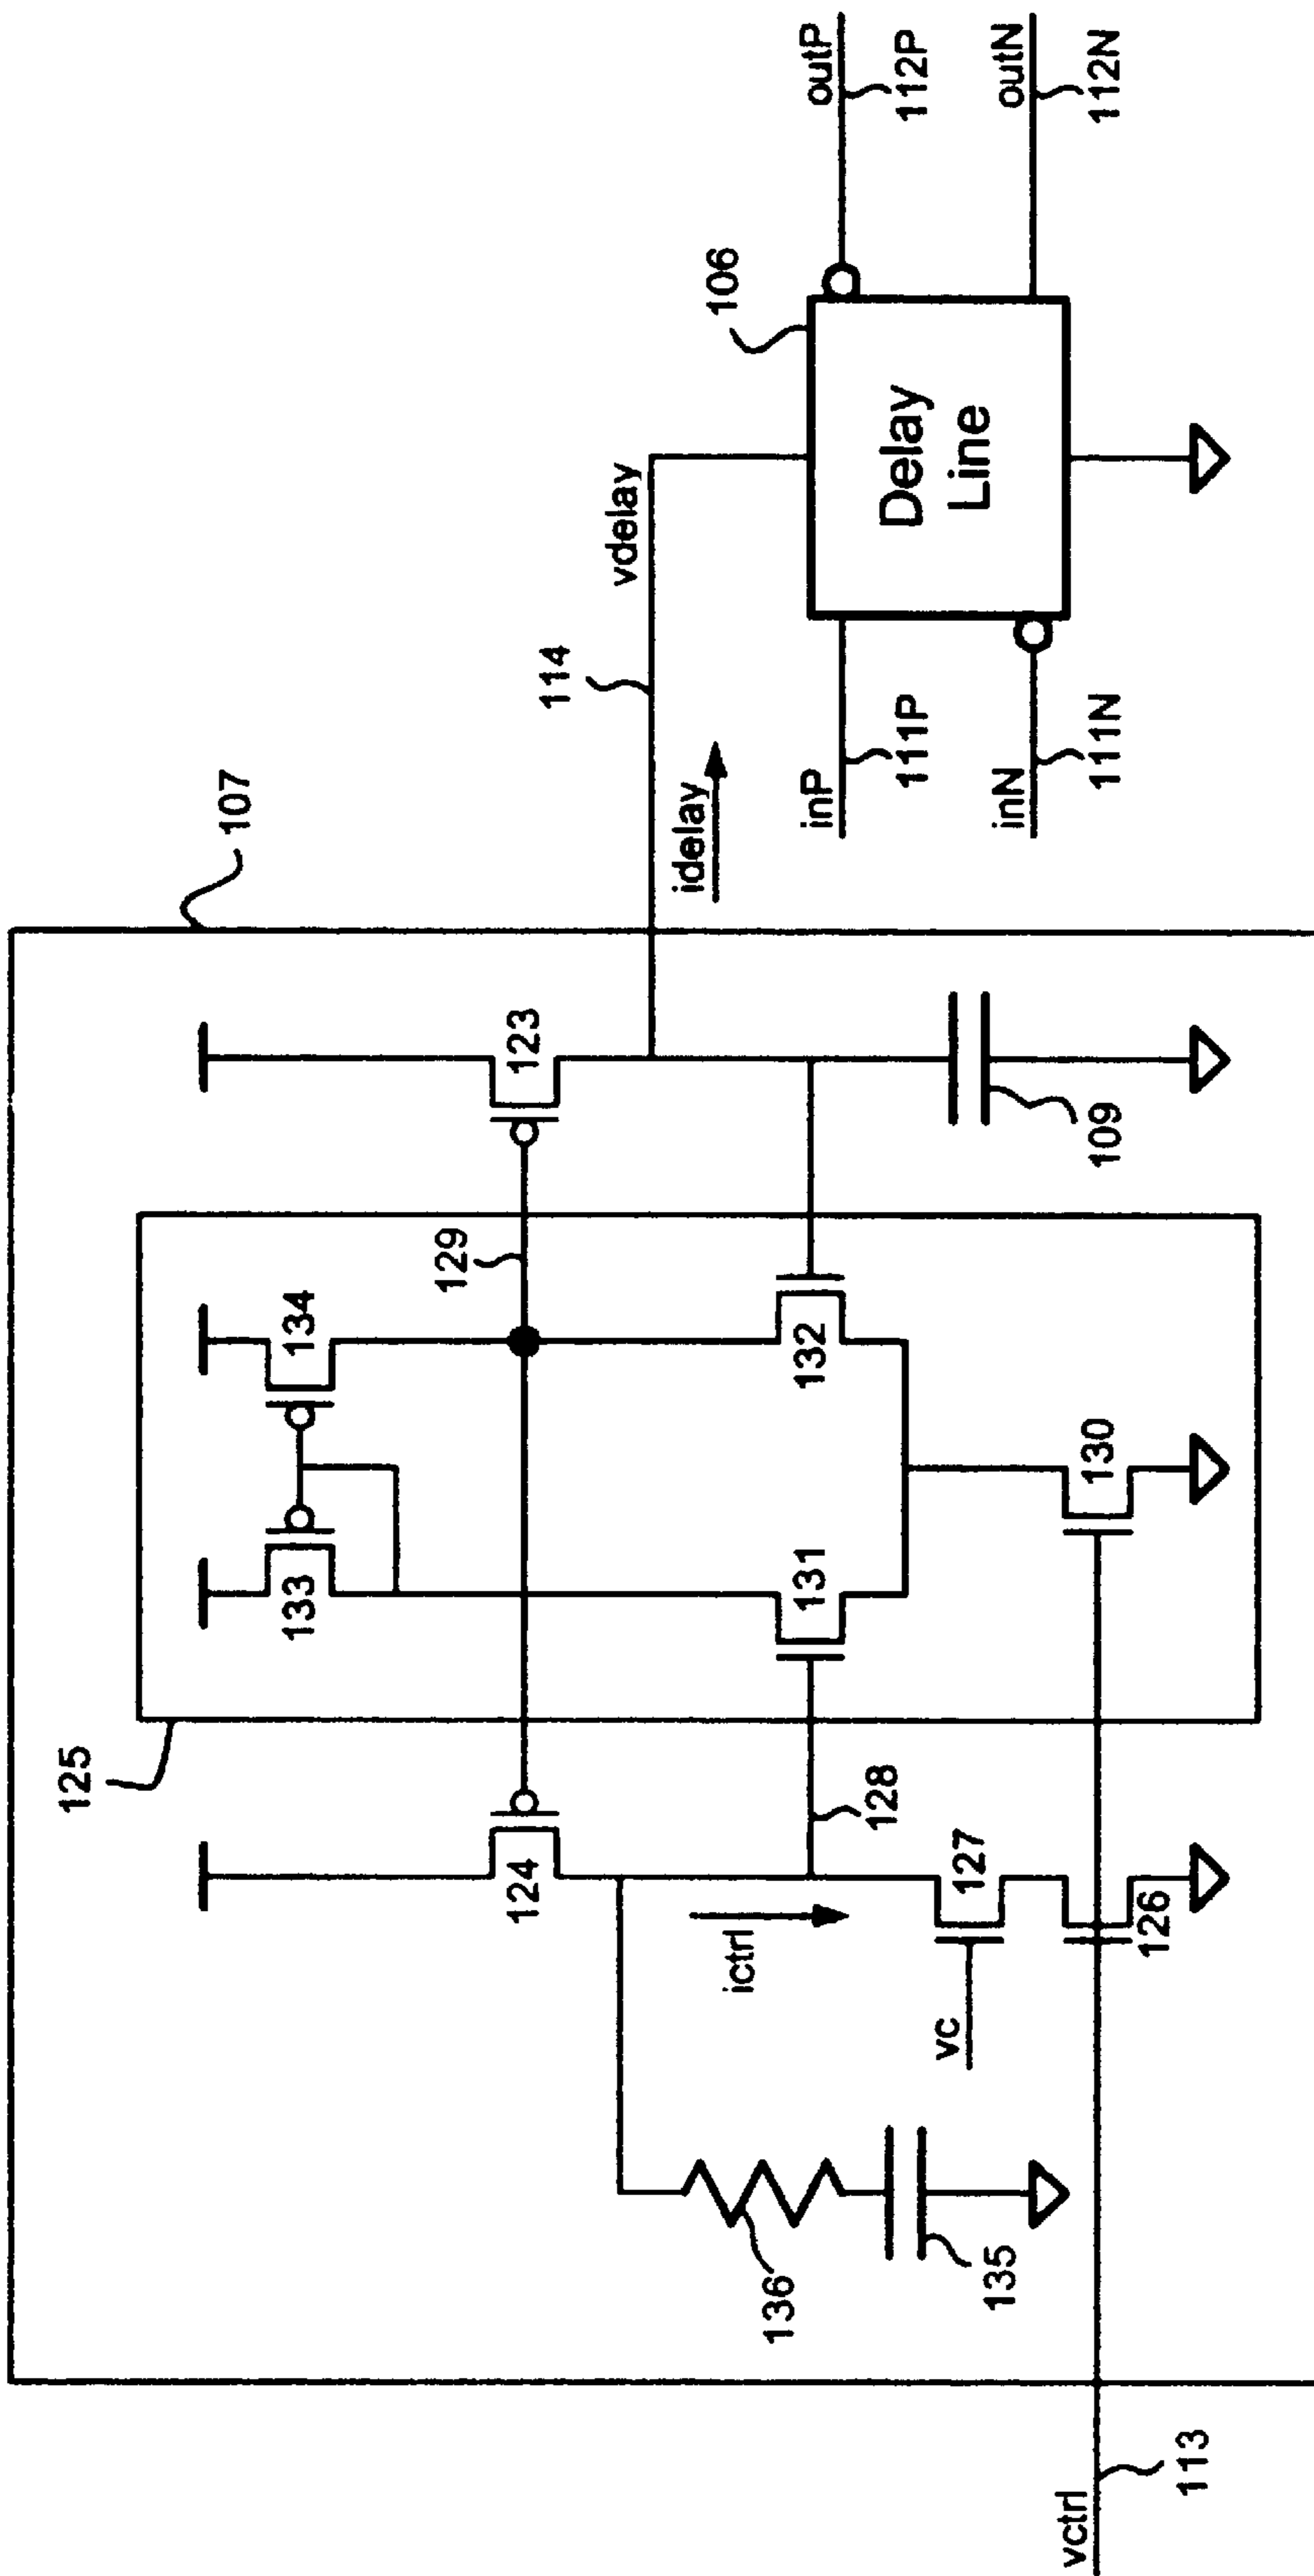 107
125
133
134
129
124
123
114
vdelay
idelay
106
Delay
Line
outP
112P
outN
112N
inP
111P
inN
111N
ictrl
128
131
132
109
136
135
vc
127
126
130
vctrl
113